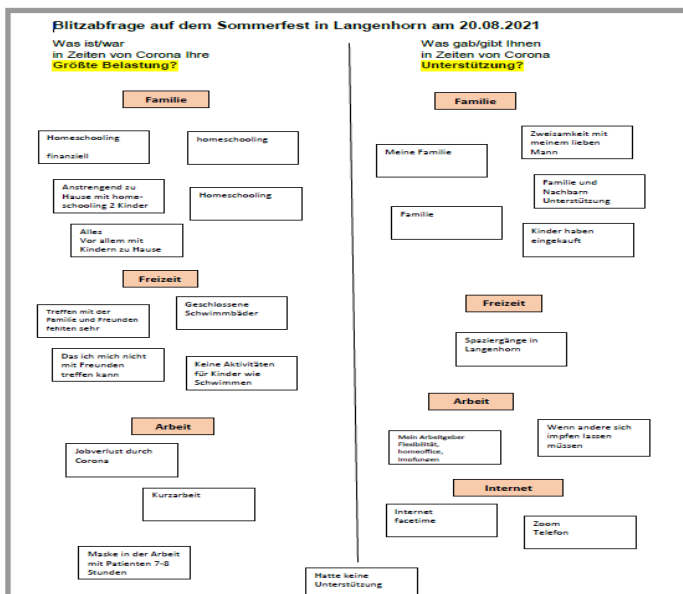 Blitzabfrage auf dem Sommerfest in Langenhorn am 20.08.2021
Was ist/war
in Zeiten von Corona Ihre
Größte Belastung?
Familie
Homeschooling
finanziell
homeschooling
Anstrengend zu
Hause mit home-
schooling 2 Kinder
Homeschooling
Alles
Vor allem mit
Kindern zu Hause
Freizeit
Treffen mit der
Familie und Freunden
fehlten sehr
Geschlossene
Schwimmbäder
Das ich mich nicht
mit Freunden
treffen kann
Keine Aktivitäten
für Kinder wie
Schwimmen
Arbeit
Jobverlust durch
Corona
Kurzarbeit
Maske in der Arbeit
mit Patienten 7-8
Stunden
Was gab/gibt Ihnen
in Zeiten von Corona
Unterstützung?
Familie
Meine Familie
Zweisamkeit mit
meinem lieben
Mann
Familie und
Nachbarn
Unterstützung
Familie
Kinder haben
eingekauft
Freizeit
Spaziergänge in
Langenhorn
Arbeit
Mein Arbeitgeber
Flexibilität,
homeoffice,
Impfungen
Wenn andere sich
impfen lassen
müssen
Internet
Internet
facetime
Zoom
Telefon
Hatte keine
Unterstützung